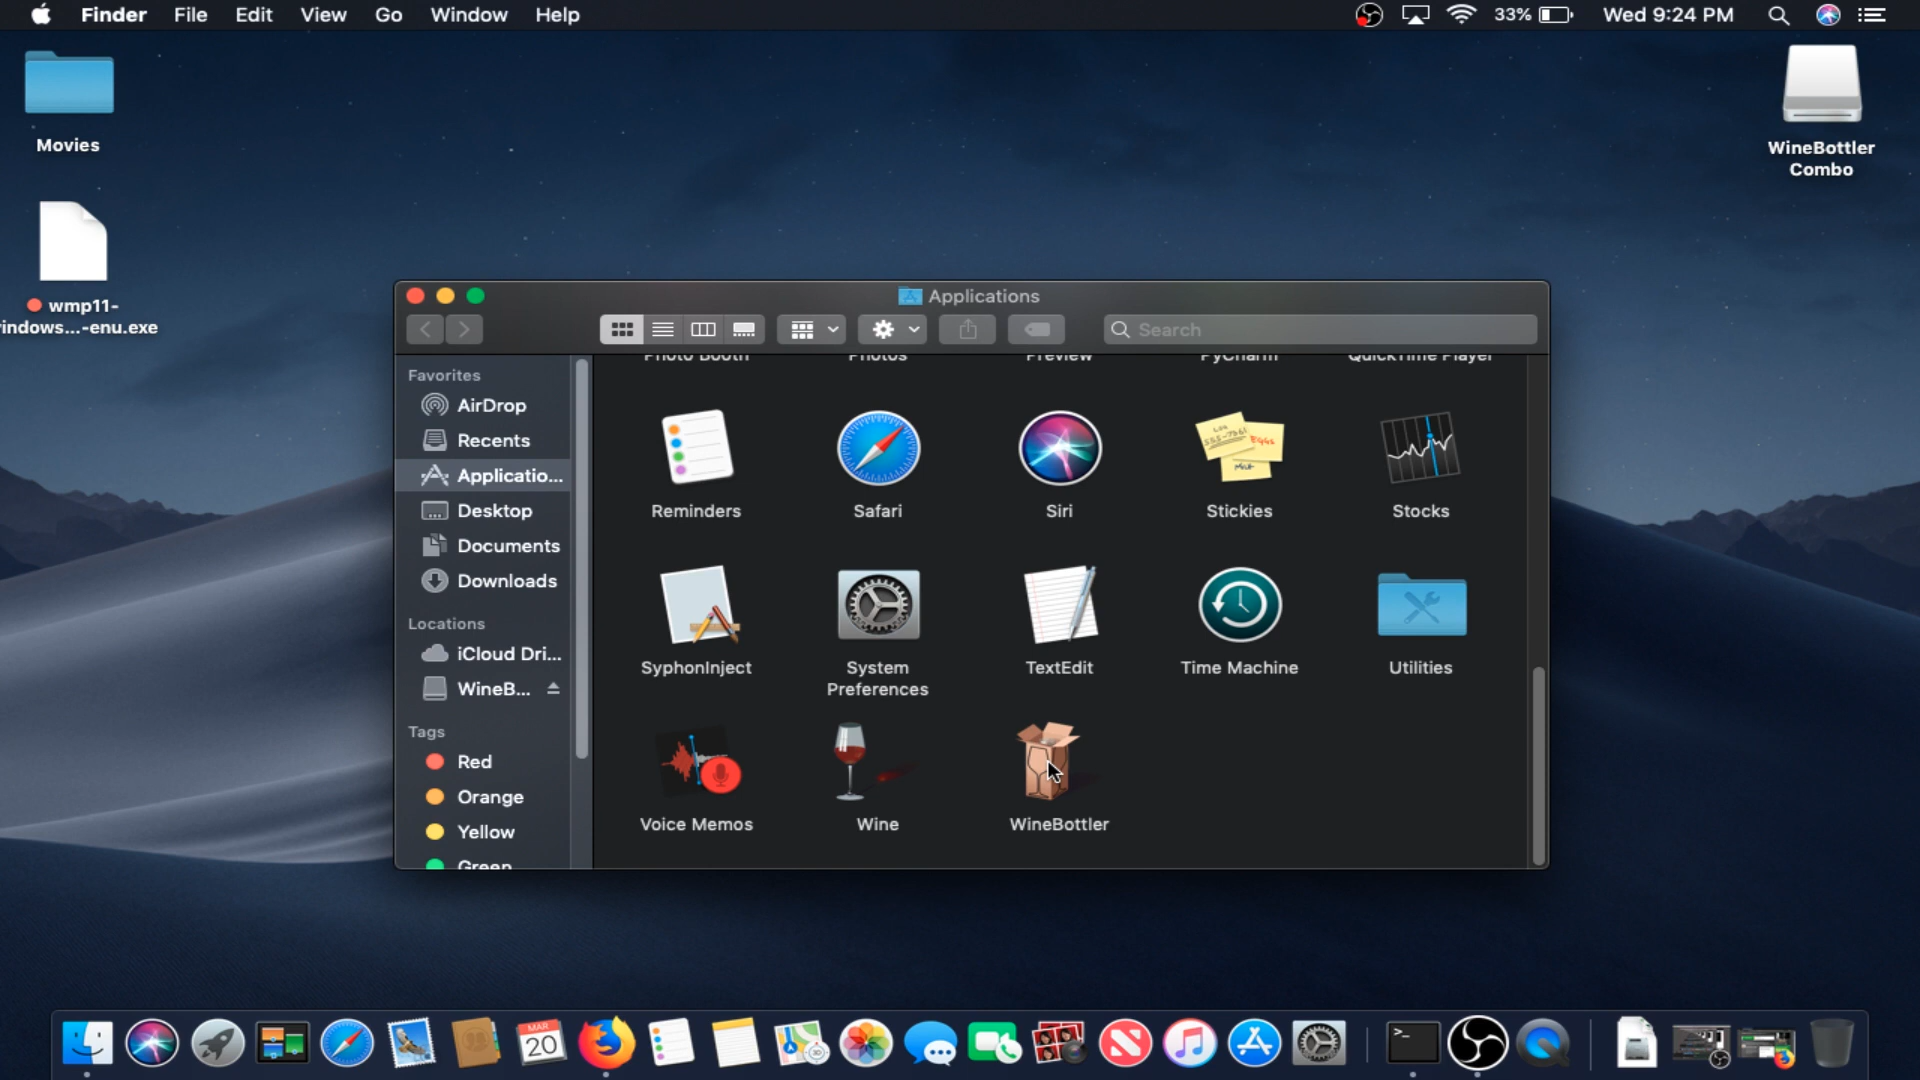 Finder File Edit View Go Window Help 33% Wed 9:24 PM
Movies
WineBottler
Combo
wmp11-
indows...-enu.exe
Applications
Search
Favorites
AirDrop
Recents
Applicatio...
Desktop
Documents
Downloads
Locations
iCloud Dri...
WineB...
Tags
Red
Orange
Yellow
Green
Photo Booth Photos Preview PyCharm QuickTime Player
Reminders Safari Siri Stickies Stocks
SyphonInject System Preferences TextEdit Time Machine Utilities
Voice Memos Wine WineBottler
MAR
20